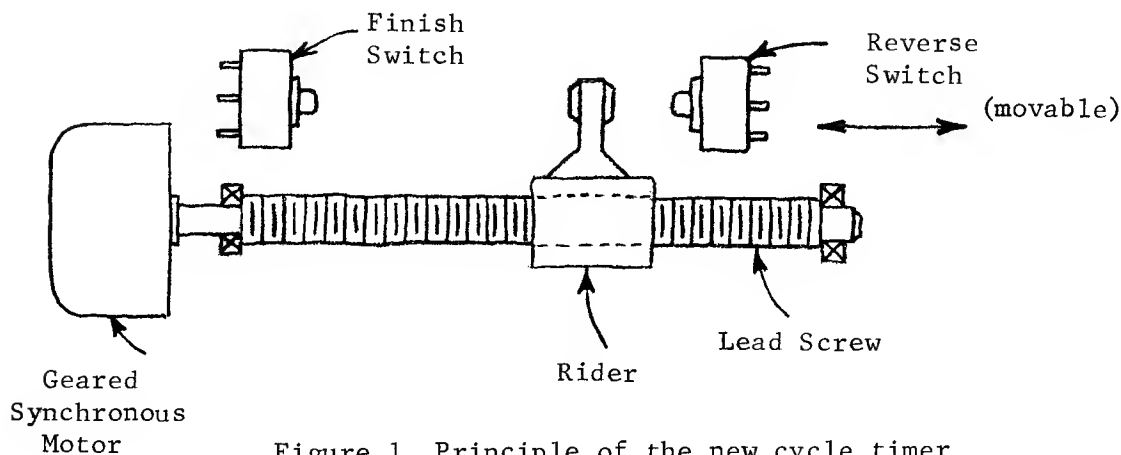 Finish
Switch
Reverse
Switch
(movable)
Lead Screw
Rider
Geared
Synchronous
Motor
Figure 1. Principle of the new cycle timer